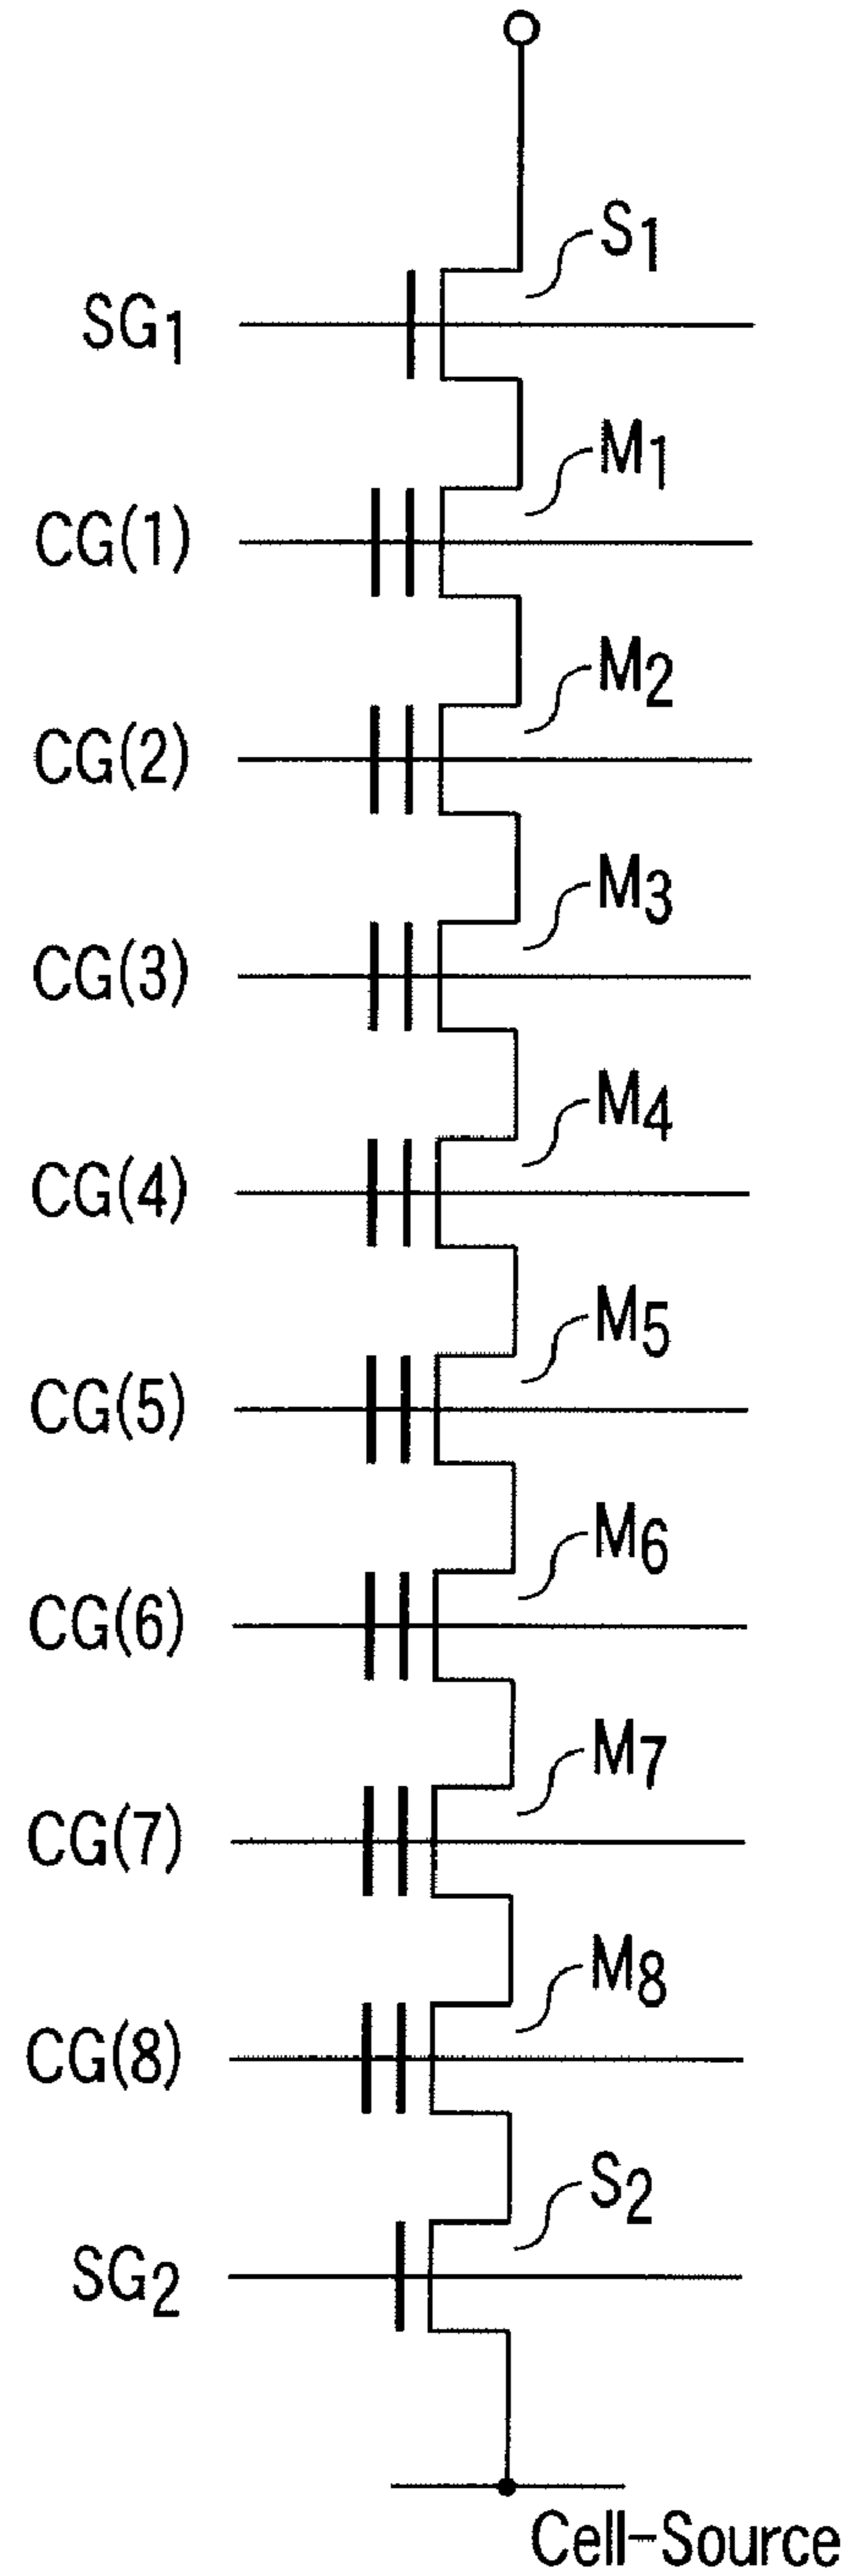 S1
SG1
M1
CG(1)
M2
CG(2)
M3
CG(3)
M4
CG(4)
M5
CG(5)
M6
CG(6)
M7
CG(7)
M8
CG(8)
S2
SG2
Cell-Source